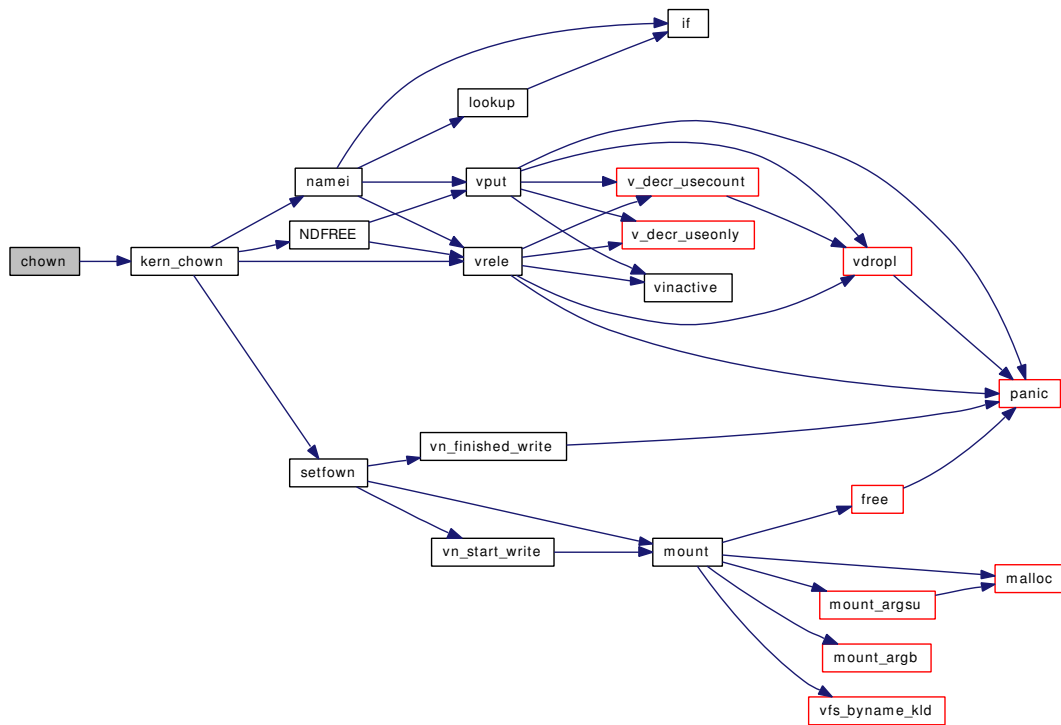 if
lookup
namei
vput
v_decr_usecount
NDFREE
v_decr_useonly
chown
kern_chown
vrele
vdropl
vinactive
panic
vn_finished_write
setfown
free
vn_start_write
mount
malloc
mount_argsu
mount_argb
vfs_byname_kld